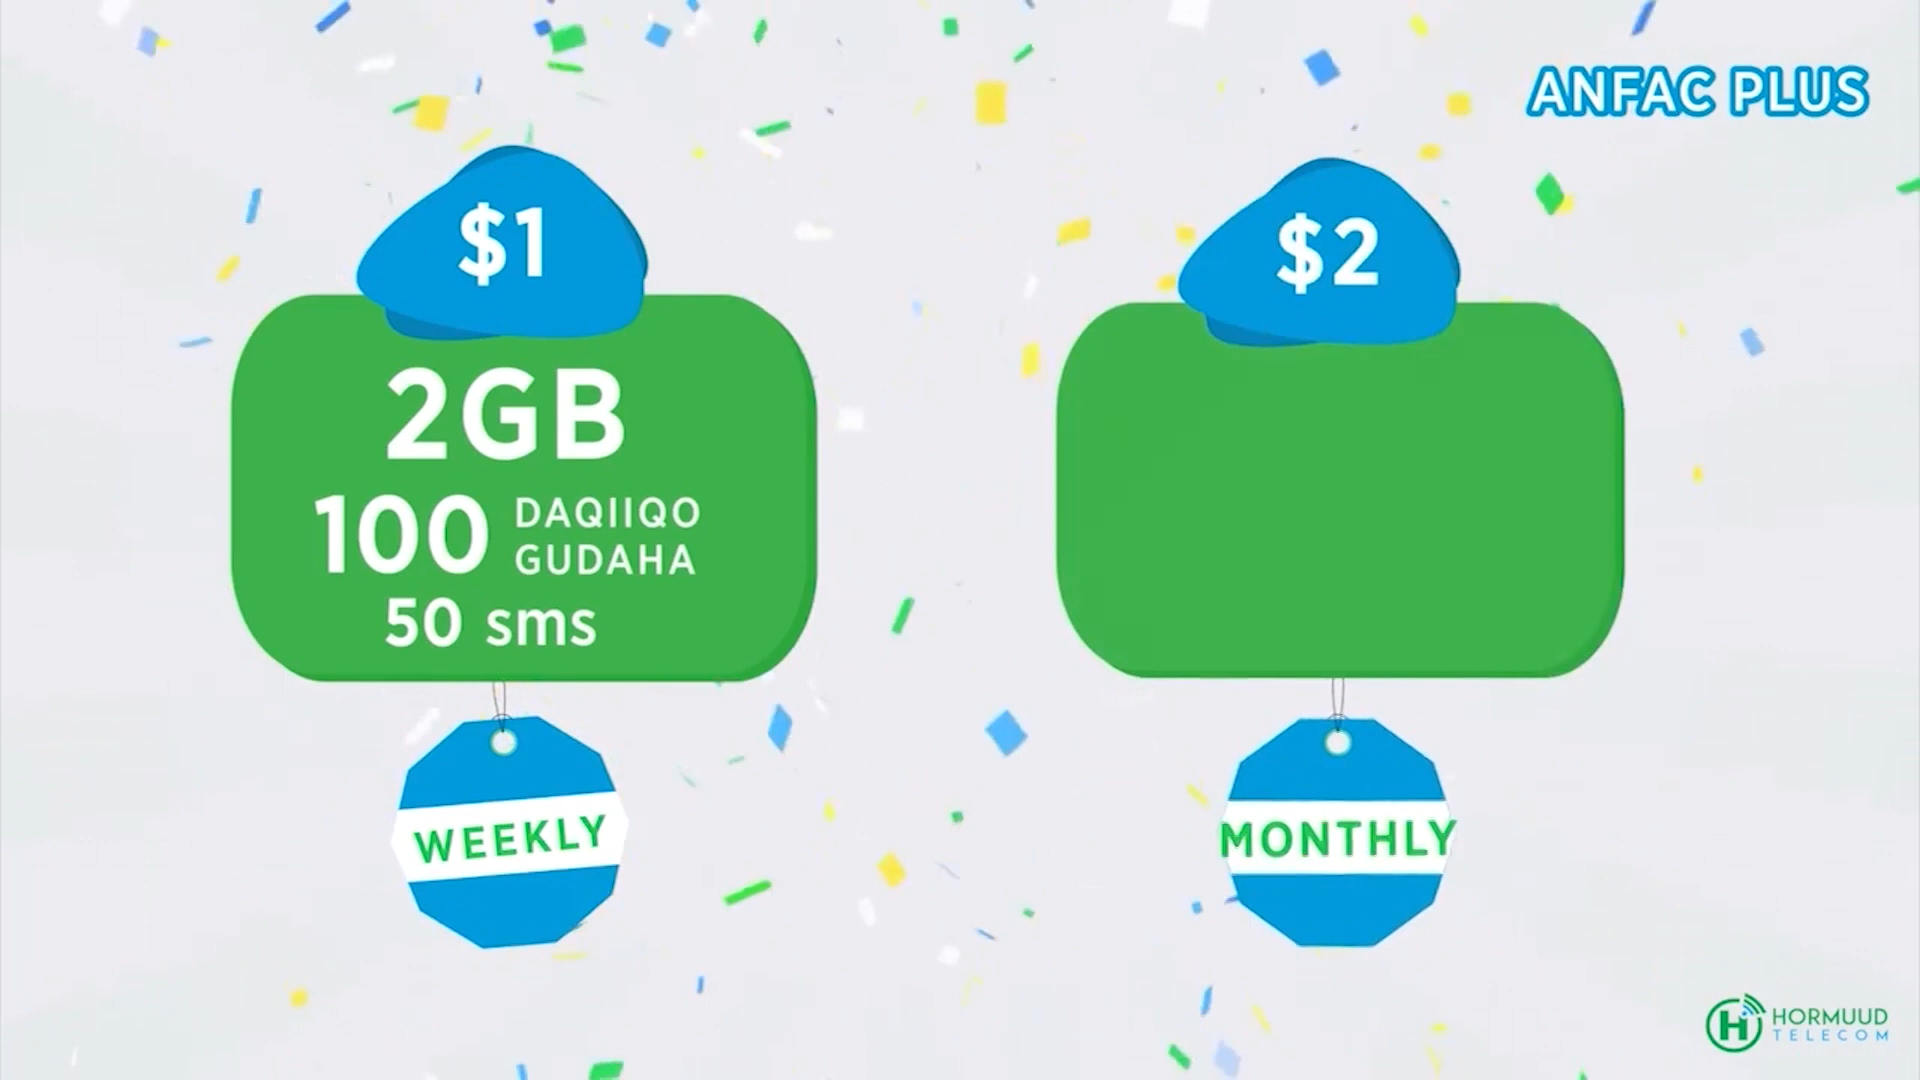 ANFAC PLUS
$1
2GB
100 DAQIIQO
GUDAHA
50 sms
WEEKLY
$2
MONTHLY
HORMUUD
TELECOM